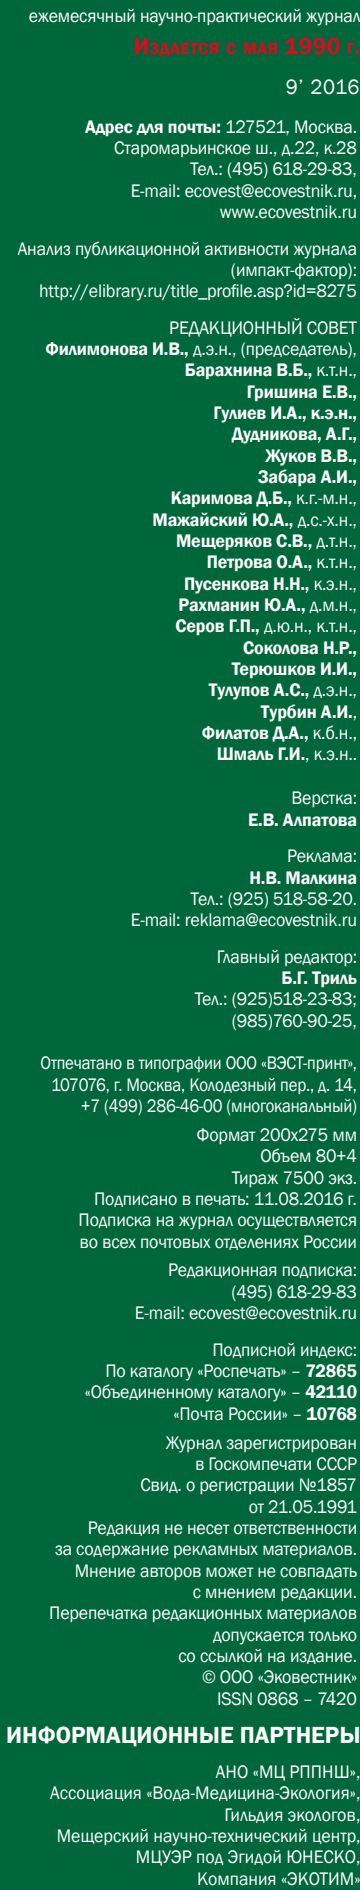 ежемесячный научно-практический журнал
Издается с мая 1990 г.
9’ 2016
Адрес для почты: 127521, Москва.
Старомарьинское ш., д.22, к.28
Тел.: (495) 618-29-83,
E-mail: ecovest@ecovestnik.ru,
www.ecovestnik.ru
Анализ публикационной активности журнала
(импакт-фактор):
http://elibrary.ru/title_profile.asp?id=8275
РЕДАКЦИОННЫЙ СОВЕТ
Филимонова И.В., д.э.н., (председатель),
Барахнина В.Б., к.т.н.,
Гришина Е.В.,
Гулиев И.А., к.э.н.,
Дудникова, А.Г.,
Жуков В.В.,
Забара А.И.,
Каримова Д.Б., к.г.-м.н.,
Мажайский Ю.А., д.с.-х.н.,
Мещеряков С.В., д.т.н.,
Петрова О.А., к.т.н.,
Пусенкова Н.Н., к.э.н.,
Рахманин Ю.А., д.м.н.,
Серов Г.П., д.ю.н., к.т.н.,
Соколова Н.Р.,
Терюшков И.И.,
Тулупов А.С., д.э.н.,
Турбин А.И.,
Филатов Д.А., к.б.н.,
Шмаль Г.И., к.э.н..
Верстка:
Е.В. Алпатова
Реклама:
Н.В. Малкина
Тел.: (925) 518-58-20.
E-mail: reklama@ecovestnik.ru
Главный редактор:
Б.Г. Триль
Тел.: (925)518-23-83;
(985)760-90-25,
Отпечатано в типографии ООО «ВЭСТ-принт»,
107076, г. Москва, Колодезный пер., д. 14,
+7 (499) 286-46-00 (многоканальный)
Формат 200х275 мм
Объем 80+4
Тираж 7500 экз.
Подписано в печать: 11.08.2016 г.
Подписка на журнал осуществляется
во всех почтовых отделениях России
Редакционная подписка:
(495) 618-29-83
E-mail: ecovest@ecovestnik.ru
Подписной индекс:
По каталогу «Роспечать» – 72865
«Объединенному каталогу» – 42110
«Почта России» – 10768
Журнал зарегистрирован
в Госкомпечати СССР
Свид. о регистрации №1857
от 21.05.1991
Редакция не несет ответственности
за содержание рекламных материалов.
Мнение авторов может не совпадать
с мнением редакции.
Перепечатка редакционных материалов
допускается только
со ссылкой на издание.
© ООО «Эковестник»
ISSN 0868 – 7420
ИНФОРМАЦИОННЫЕ ПАРТНЕРЫ
АНО «МЦ РППНШ»,
Ассоциация «Вода-Медицина-Экология»,
Гильдия экологов,
Мещерский научно-технический центр,
МЦУЭР под Эгидой ЮНЕСКО,
Компания «ЭКОТИМ»